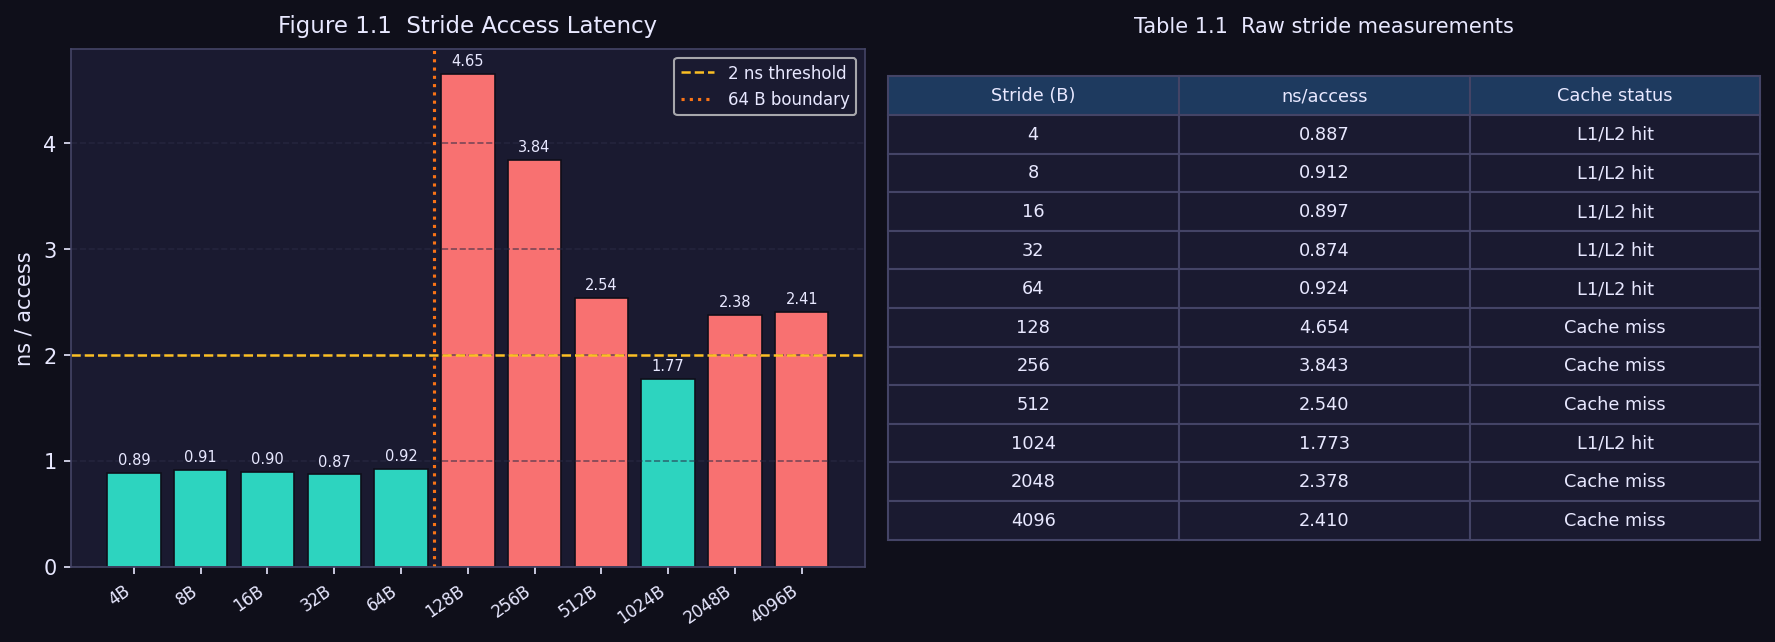 Figure 1.1  Stride Access Latency
ns / access
4
3
2
1
0
2 ns threshold
64 B boundary
0.89
0.91
0.90
0.87
0.92
4.65
3.84
2.54
1.77
2.38
2.41
4B
8B
16B
32B
64B
128B
256B
512B
1024B
2048B
4096B
Table 1.1  Raw stride measurements
Stride (B) ns/access Cache status
4 0.887 L1/L2 hit
8 0.912 L1/L2 hit
16 0.897 L1/L2 hit
32 0.874 L1/L2 hit
64 0.924 L1/L2 hit
128 4.654 Cache miss
256 3.843 Cache miss
512 2.540 Cache miss
1024 1.773 L1/L2 hit
2048 2.378 Cache miss
4096 2.410 Cache miss